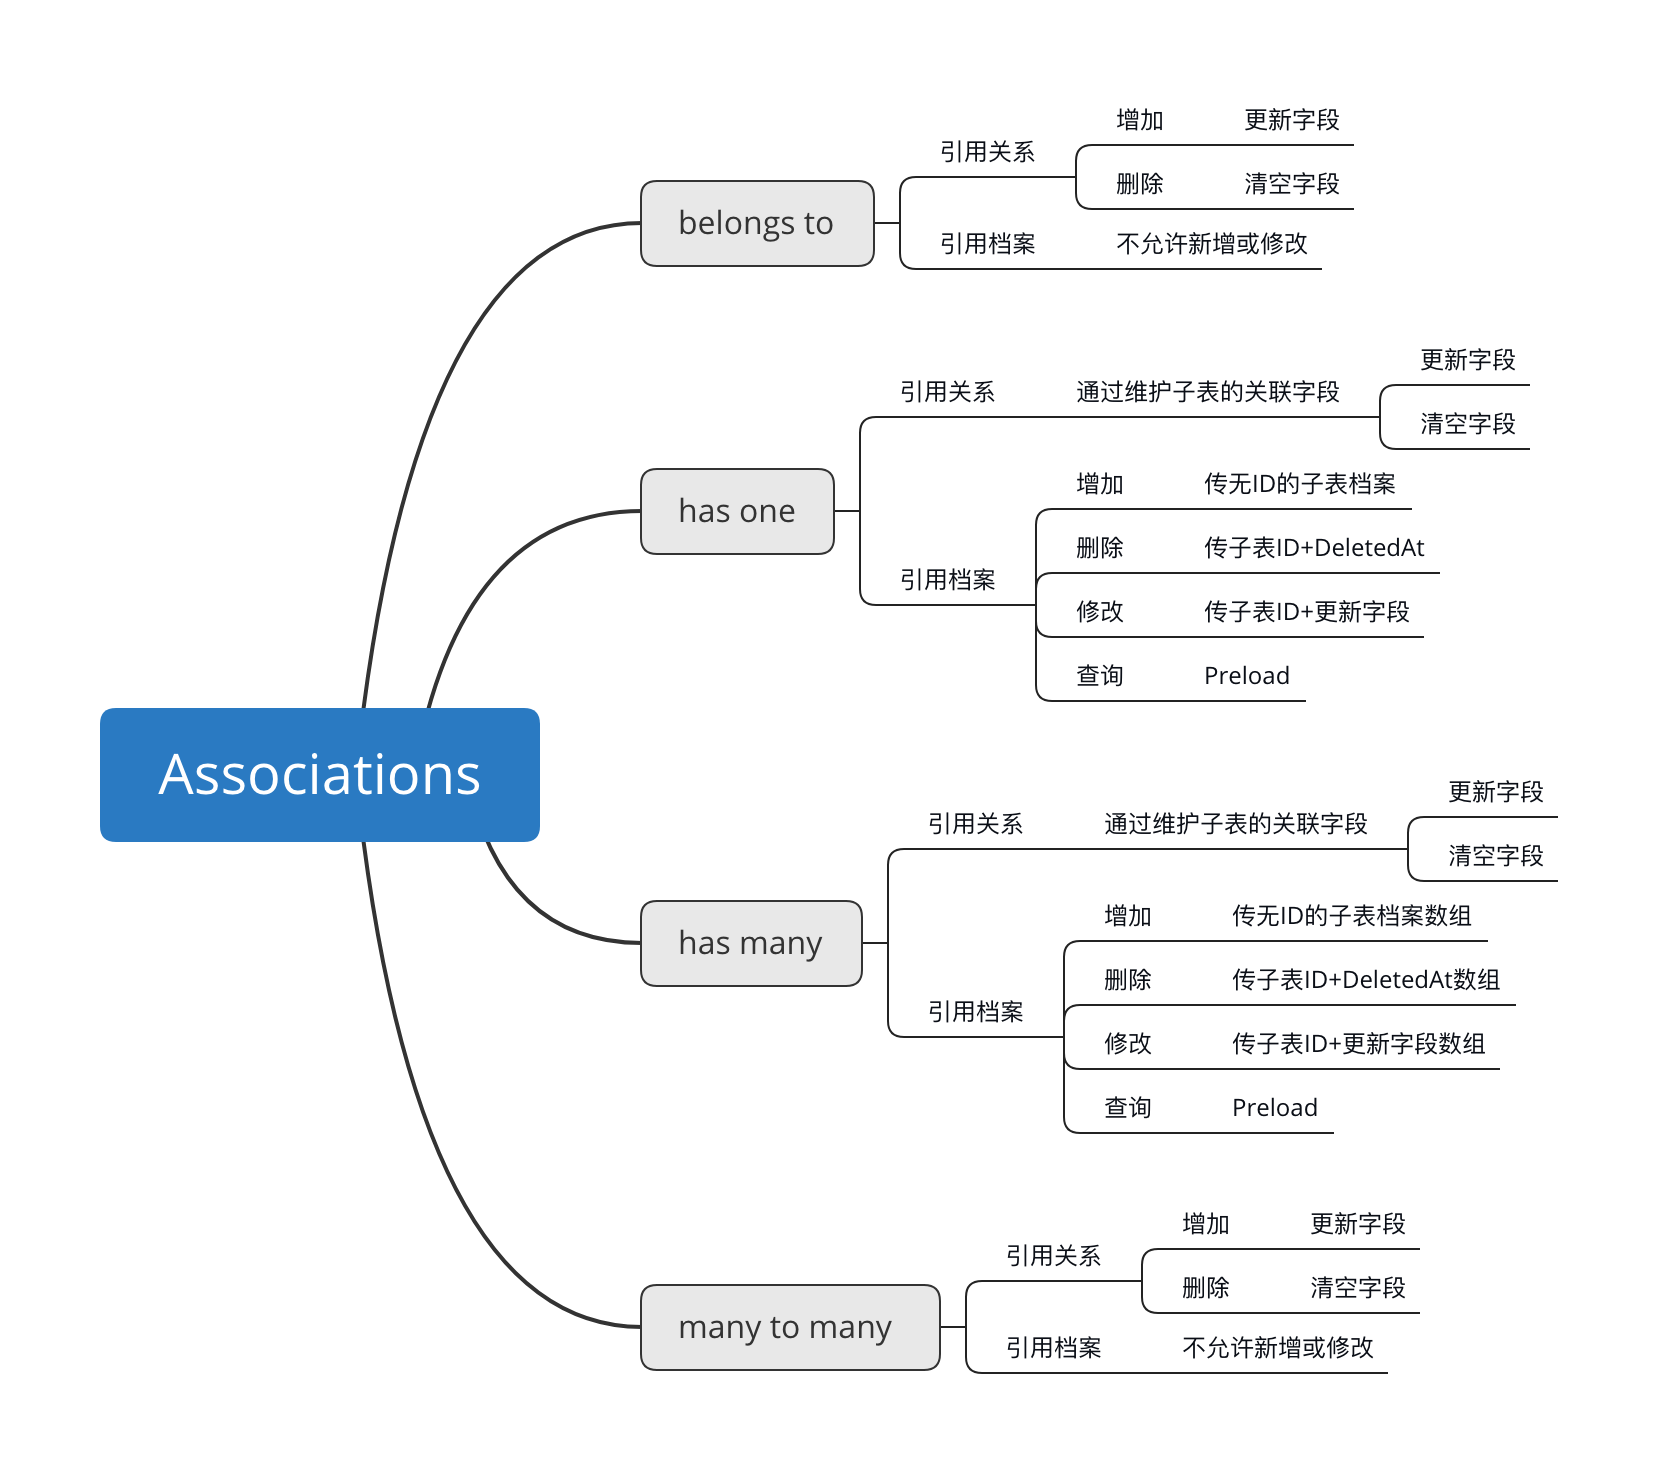 Associations
belongs to
引用关系
增加 更新字段
删除 清空字段
引用档案 不允许新增或修改
has one
引用关系 通过维护子表的关联字段
更新字段
清空字段
引用档案
增加 传无ID的子表档案
删除 传子表ID+DeletedAt
修改 传子表ID+更新字段
查询 Preload
has many
引用关系 通过维护子表的关联字段
更新字段
清空字段
引用档案
增加 传无ID的子表档案数组
删除 传子表ID+DeletedAt数组
修改 传子表ID+更新字段数组
查询 Preload
many to many
引用关系
增加 更新字段
删除 清空字段
引用档案 不允许新增或修改